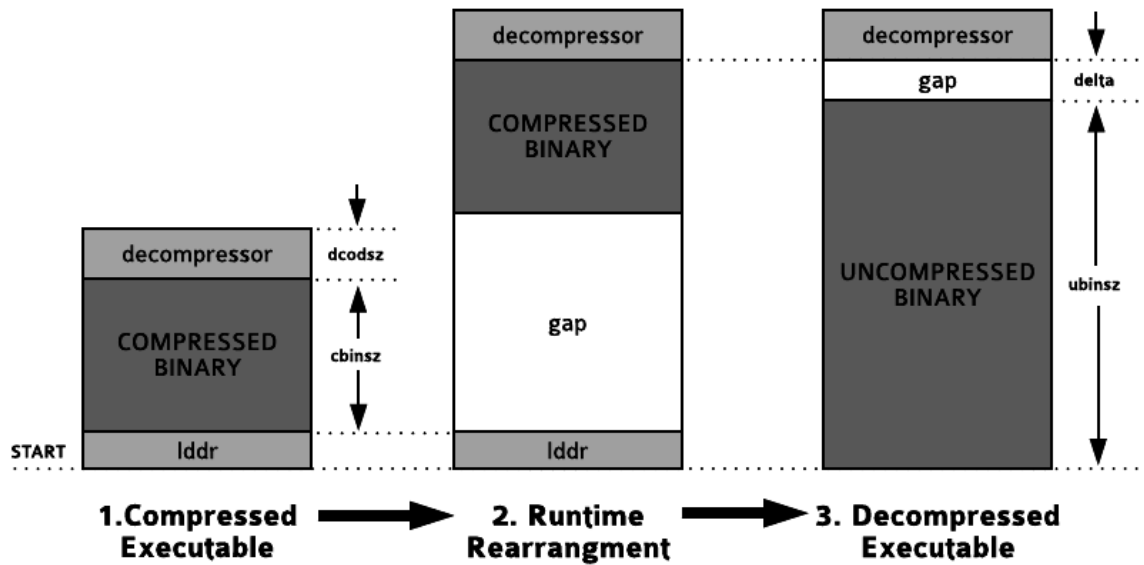 decompressor
COMPRESSED
BINARY
lddr
START
dcodsz
cbinsz
1.Compressed
Executable
decompressor
COMPRESSED
BINARY
gap
lddr
2. Runtime
Rearrangment
decompressor
gap
UNCOMPRESSED
BINARY
delta
ubinsz
3. Decompressed
Executable